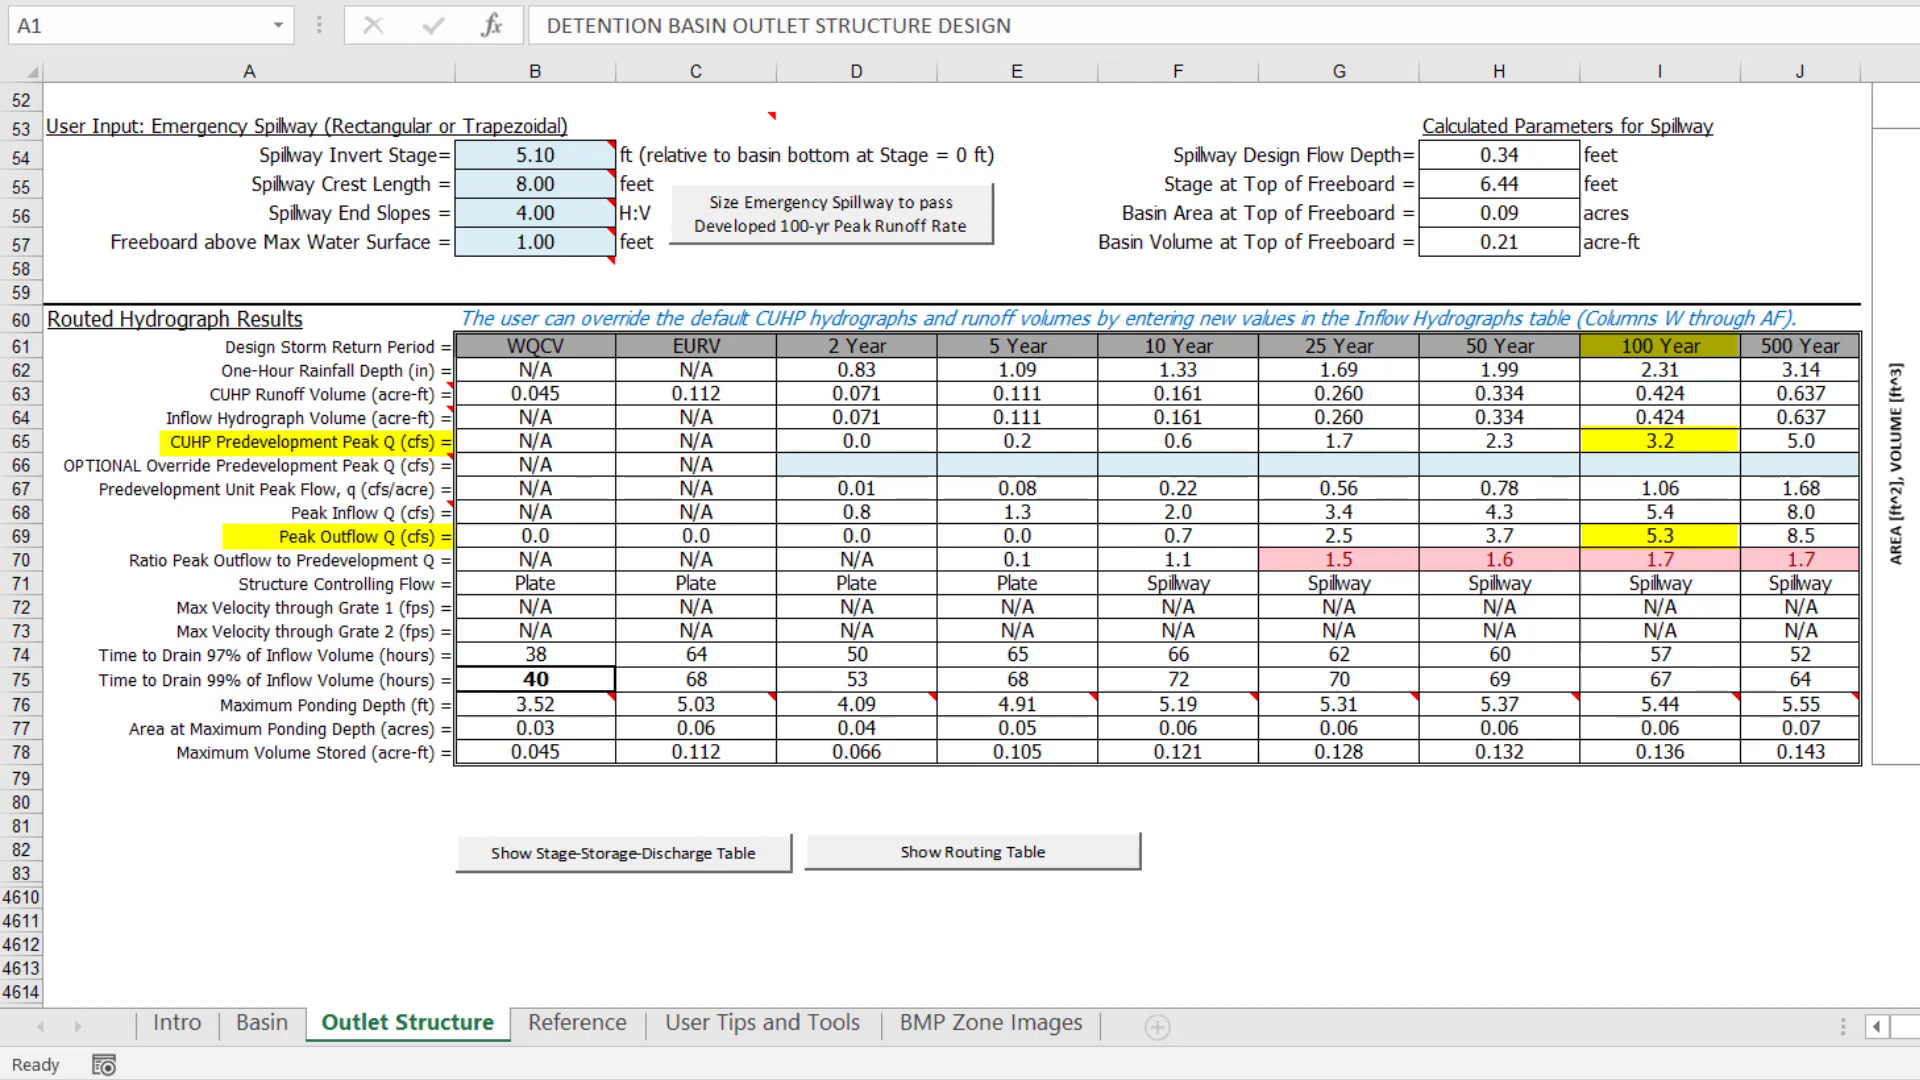 A1 fx DETENTION BASIN OUTLET STRUCTURE DESIGN
A B C D E F G H I J
52
53 User Input: Emergency Spillway (Rectangular or Trapezoidal) Calculated Parameters for Spillway
54 Spillway Invert Stage= 5.10 ft (relative to basin bottom at Stage = 0 ft) Spillway Design Flow Depth= 0.34 feet
55 Spillway Crest Length = 8.00 feet Stage at Top of Freeboard = 6.44 feet
56 Spillway End Slopes = 4.00 H:V Basin Area at Top of Freeboard = 0.09 acres
57 Freeboard above Max Water Surface = 1.00 feet Basin Volume at Top of Freeboard = 0.21 acre-ft
Size Emergency Spillway to pass
Developed 100-yr Peak Runoff Rate
58
59
60 Routed Hydrograph Results The user can override the default CUHP hydrographs and runoff volumes by entering new values in the Inflow Hydrographs table (Columns W through AF).
61 Design Storm Return Period = WQCV EURV 2 Year 5 Year 10 Year 25 Year 50 Year 100 Year 500 Year
62 One-Hour Rainfall Depth (in) = N/A N/A 0.83 1.09 1.33 1.69 1.99 2.31 3.14
63 CUHP Runoff Volume (acre-ft) = 0.045 0.112 0.071 0.111 0.161 0.260 0.334 0.424 0.637
64 Inflow Hydrograph Volume (acre-ft) = N/A N/A 0.071 0.111 0.161 0.260 0.334 0.424 0.637
65 CUHP Predevelopment Peak Q (cfs) = N/A N/A 0.0 0.2 0.6 1.7 2.3 3.2 5.0
66 OPTIONAL Override Predevelopment Peak Q (cfs) = N/A N/A
67 Predevelopment Unit Peak Flow, q (cfs/acre) = N/A N/A 0.01 0.08 0.22 0.56 0.78 1.06 1.68
68 Peak Inflow Q (cfs) = N/A N/A 0.8 1.3 2.0 3.4 4.3 5.4 8.0
69 Peak Outflow Q (cfs) = 0.0 0.0 0.0 0.0 0.7 2.5 3.7 5.3 8.5
70 Ratio Peak Outflow to Predevelopment Q = N/A N/A N/A 0.1 1.1 1.5 1.6 1.7 1.7
71 Structure Controlling Flow = Plate Plate Plate Plate Spillway Spillway Spillway Spillway Spillway
72 Max Velocity through Grate 1 (fps) = N/A N/A N/A N/A N/A N/A N/A N/A N/A
73 Max Velocity through Grate 2 (fps) = N/A N/A N/A N/A N/A N/A N/A N/A N/A
74 Time to Drain 97% of Inflow Volume (hours) = 38 64 50 65 66 62 60 57 52
75 Time to Drain 99% of Inflow Volume (hours) = 40 68 53 68 72 70 69 67 64
76 Maximum Ponding Depth (ft) = 3.52 5.03 4.09 4.91 5.19 5.31 5.37 5.44 5.55
77 Area at Maximum Ponding Depth (acres) = 0.03 0.06 0.04 0.05 0.06 0.06 0.06 0.06 0.07
78 Maximum Volume Stored (acre-ft) = 0.045 0.112 0.066 0.105 0.121 0.128 0.132 0.136 0.143
AREA [ft^2], VOLUME [ft^3]
79
80
81
82 Show Stage-Storage-Discharge Table Show Routing Table
83
4610
4611
4612
4613
4614
Intro Basin Outlet Structure Reference User Tips and Tools BMP Zone Images
Ready